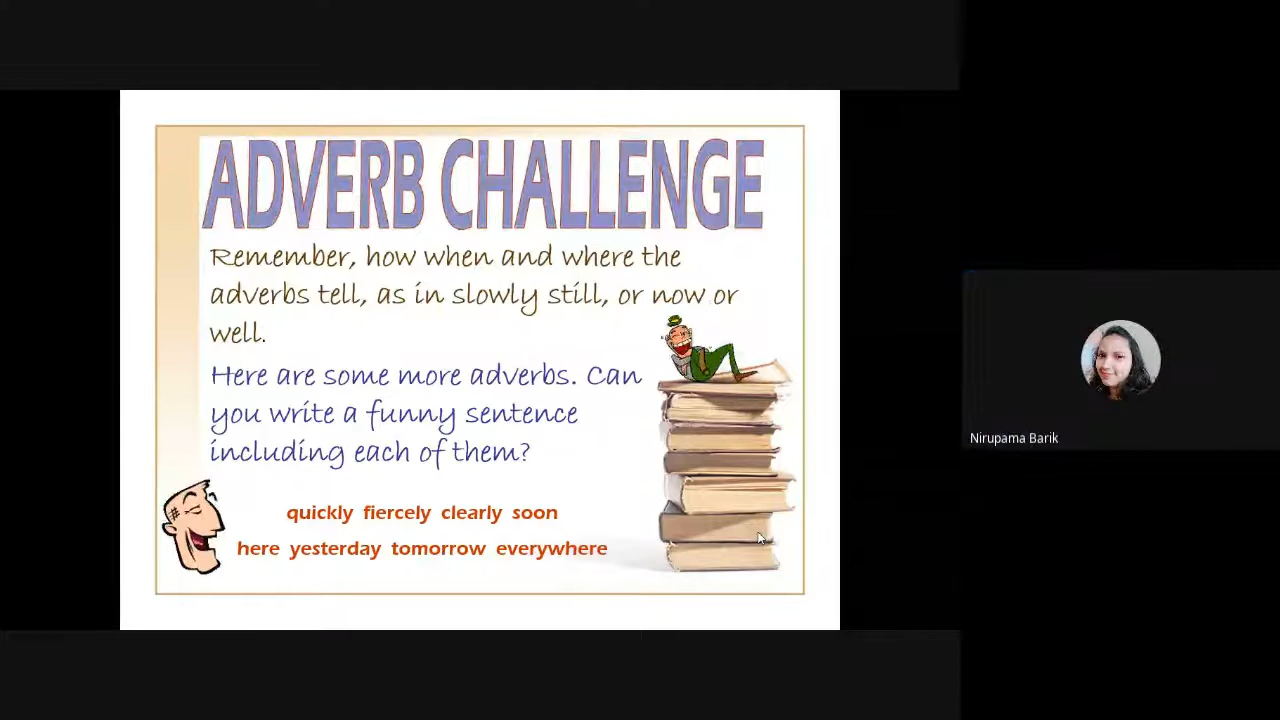 ADVERB CHALLENGE
Remember, how when and where the
adverbs tell, as in slowly still, or now or
well.
Here are some more adverbs. Can
you write a funny sentence
including each of them?
quickly fiercely clearly soon
here yesterday tomorrow everywhere
Nirupama Barik